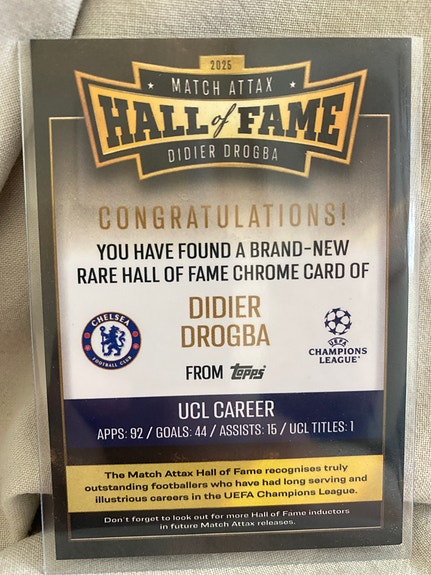 2025
MATCH ATTAX
HALL of FAME
DIDIER DROGBA
CONGRATULATIONS!
YOU HAVE FOUND A BRAND-NEW
RARE HALL OF FAME CHROME CARD OF
DIDIER
DROGBA
CHELSEA
FOOTBALL CLUB
UEFA
CHAMPIONS
LEAGUE
FROM Topps
UCL CAREER
APPS: 92 / GOALS: 44 / ASSISTS: 15 / UCL TITLES: 1
The Match Attax Hall of Fame recognises truly
outstanding footballers who have had long serving and
illustrious careers in the UEFA Champions League.
Don't forget to look out for more Hall of Fame inductors
in future Match Attax releases.